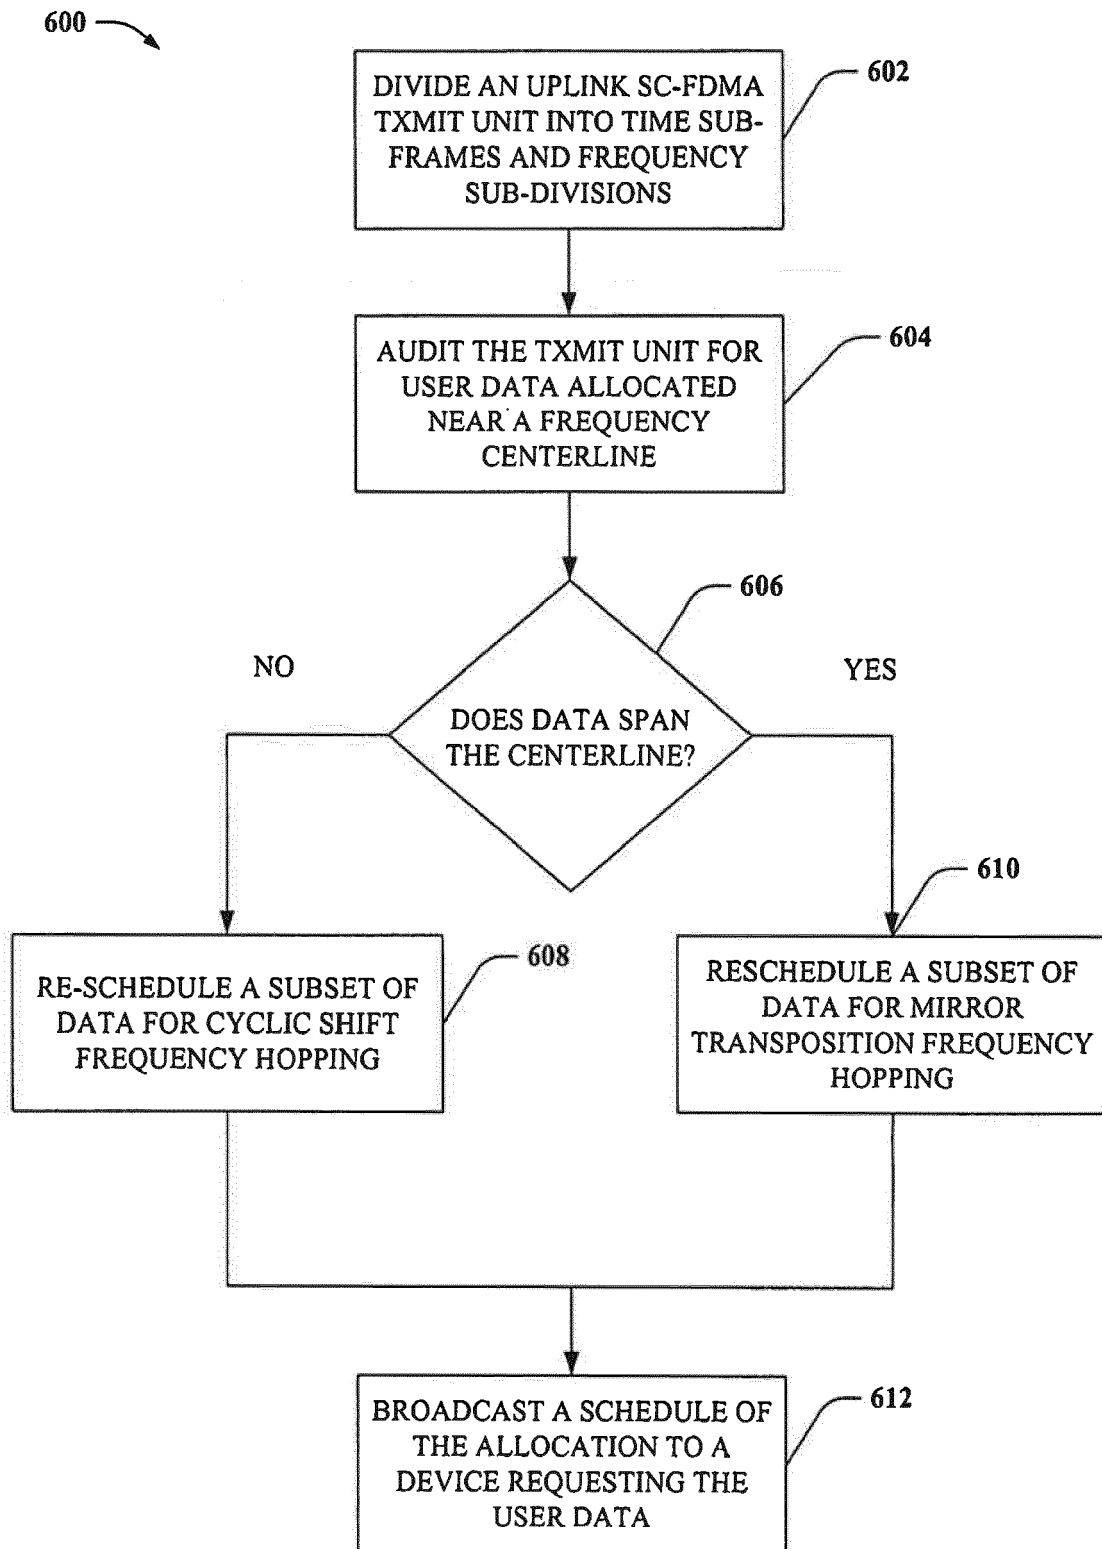 600
DIVIDE AN UPLINK SC-FDMA
TXMIT UNIT INTO TIME SUB-
FRAMES AND FREQUENCY
SUB-DIVISIONS
602
AUDIT THE TXMIT UNIT FOR
USER DATA ALLOCATED
NEAR A FREQUENCY
CENTERLINE
604
606
NO
YES
DOES DATA SPAN
THE CENTERLINE?
RE-SCHEDULE A SUBSET OF
DATA FOR CYCLIC SHIFT
FREQUENCY HOPPING
608
610
RESCHEDULE A SUBSET OF
DATA FOR MIRROR
TRANSPOSITION FREQUENCY
HOPPING
BROADCAST A SCHEDULE OF
THE ALLOCATION TO A
DEVICE REQUESTING THE
USER DATA
612